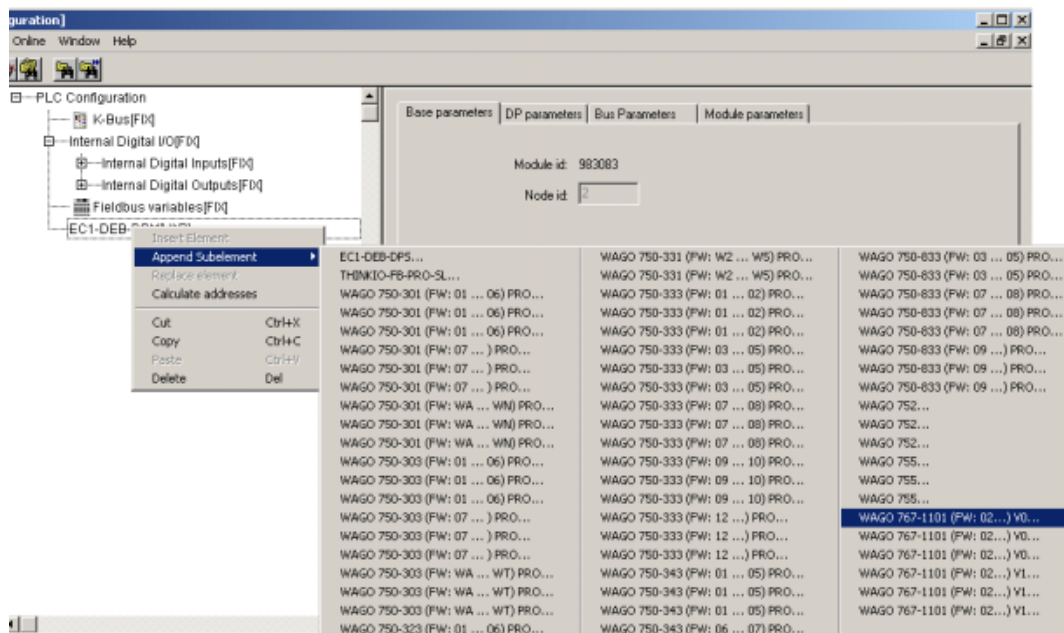 guration]
Online Window Help
PLC Configuration
K-Bus[FIX]
Internal Digital I/O[FIX]
Internal Digital Inputs[FIX]
Internal Digital Outputs[FIX]
Fieldbus variables[FIX]
Base parameters DP parameters Bus Parameters Module parameters
Module id: 983083
Node id: 2
Insert Element
Append Subelement
Replace element
Calculate addresses
Cut Ctrl+X
Copy Ctrl+C
Paste Ctrl+V
Delete Del
EC1-DEB-DPS...
THINKIO-FB-PRO-SL...
WAGO 750-301 (FW: 01 ... 06) PRO...
WAGO 750-301 (FW: 01 ... 06) PRO...
WAGO 750-301 (FW: 01 ... 06) PRO...
WAGO 750-301 (FW: 07 ... ) PRO...
WAGO 750-301 (FW: 07 ... ) PRO...
WAGO 750-301 (FW: 07 ... ) PRO...
WAGO 750-301 (FW: WA ... WN) PRO...
WAGO 750-301 (FW: WA ... WN) PRO...
WAGO 750-301 (FW: WA ... WN) PRO...
WAGO 750-303 (FW: 01 ... 06) PRO...
WAGO 750-303 (FW: 01 ... 06) PRO...
WAGO 750-303 (FW: 01 ... 06) PRO...
WAGO 750-303 (FW: 07 ... ) PRO...
WAGO 750-303 (FW: 07 ... ) PRO...
WAGO 750-303 (FW: 07 ... ) PRO...
WAGO 750-303 (FW: WA ... WT) PRO...
WAGO 750-303 (FW: WA ... WT) PRO...
WAGO 750-303 (FW: WA ... WT) PRO...
WAGO 750-323 (FW: 01 ... 06) PRO...
WAGO 750-331 (FW: W2 ... W5) PRO...
WAGO 750-331 (FW: W2 ... W5) PRO...
WAGO 750-333 (FW: 01 ... 02) PRO...
WAGO 750-333 (FW: 01 ... 02) PRO...
WAGO 750-333 (FW: 01 ... 02) PRO...
WAGO 750-333 (FW: 03 ... 05) PRO...
WAGO 750-333 (FW: 03 ... 05) PRO...
WAGO 750-333 (FW: 03 ... 05) PRO...
WAGO 750-333 (FW: 07 ... 08) PRO...
WAGO 750-333 (FW: 07 ... 08) PRO...
WAGO 750-333 (FW: 07 ... 08) PRO...
WAGO 750-333 (FW: 09 ... 10) PRO...
WAGO 750-333 (FW: 09 ... 10) PRO...
WAGO 750-333 (FW: 09 ... 10) PRO...
WAGO 750-333 (FW: 12 ...) PRO...
WAGO 750-333 (FW: 12 ...) PRO...
WAGO 750-333 (FW: 12 ...) PRO...
WAGO 750-343 (FW: 01 ... 05) PRO...
WAGO 750-343 (FW: 01 ... 05) PRO...
WAGO 750-343 (FW: 01 ... 05) PRO...
WAGO 750-343 (FW: 06 ... 07) PRO...
WAGO 750-833 (FW: 03 ... 05) PRO...
WAGO 750-833 (FW: 03 ... 05) PRO...
WAGO 750-833 (FW: 07 ... 08) PRO...
WAGO 750-833 (FW: 07 ... 08) PRO...
WAGO 750-833 (FW: 07 ... 08) PRO...
WAGO 750-833 (FW: 09 ...) PRO...
WAGO 750-833 (FW: 09 ...) PRO...
WAGO 750-833 (FW: 09 ...) PRO...
WAGO 752...
WAGO 752...
WAGO 752...
WAGO 755...
WAGO 755...
WAGO 755...
WAGO 767-1101 (FW: 02...) V0...
WAGO 767-1101 (FW: 02...) V0...
WAGO 767-1101 (FW: 02...) V0...
WAGO 767-1101 (FW: 02...) V1...
WAGO 767-1101 (FW: 02...) V1...
WAGO 767-1101 (FW: 02...) V1...